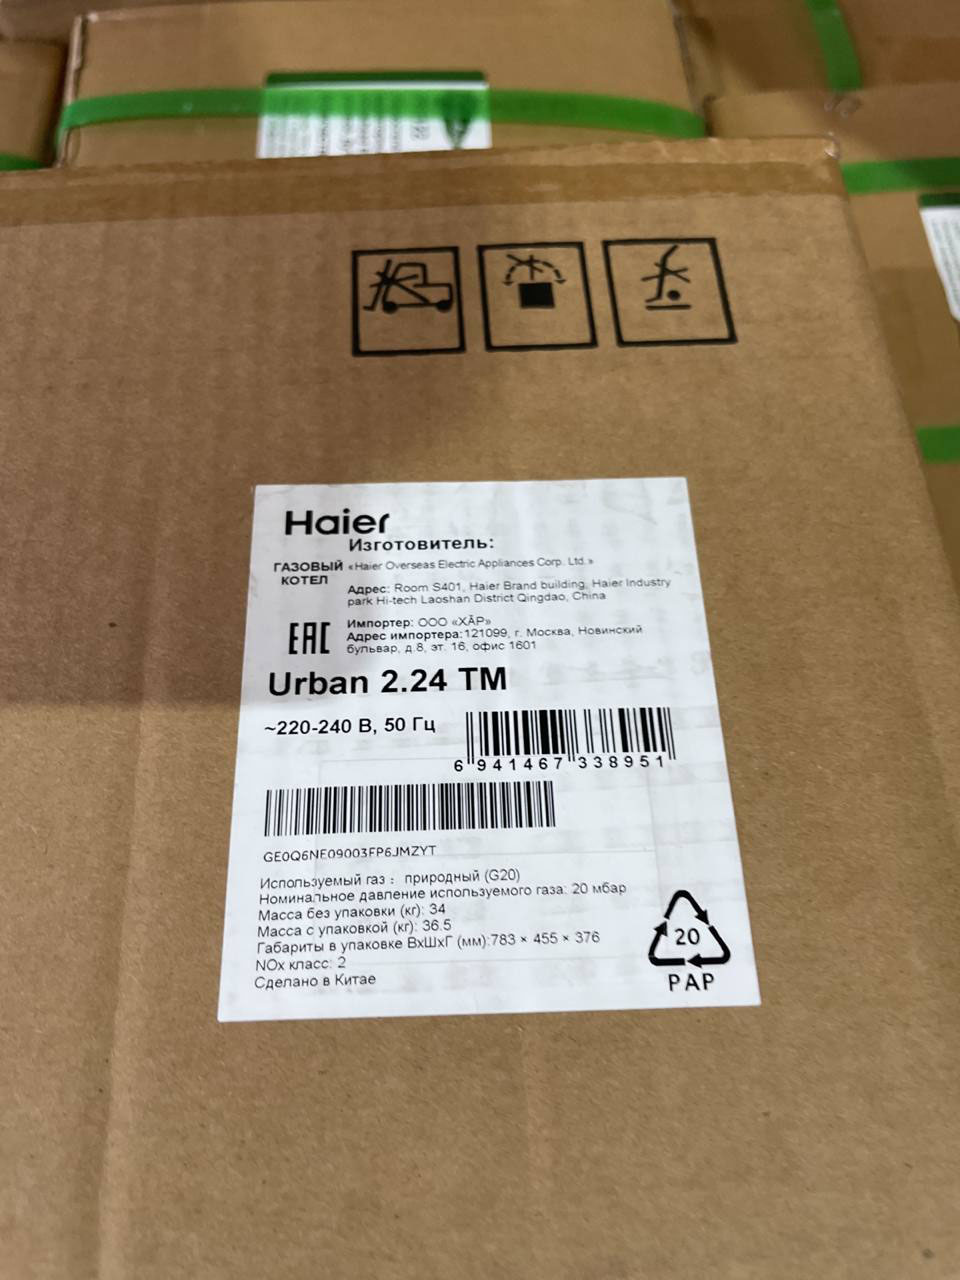 Haier
Изготовитель:
ГАЗОВЫЙ КОТЕЛ
«Haier Overseas Electric Appliances Corp. Ltd.»
Адрес: Room S401, Haier Brand building, Haier Industry
park Hi-tech Laoshan District Qingdao, China
EAC
Импортер: ООО «ХАР»
Адрес импортера:121099, г. Москва, Новинский
бульвар, д.8, эт. 16, офис 1601
Urban 2.24 TM
~220-240 В, 50 Гц
6 941467 338951
GE0Q6NE09003FP6JMZYT
Используемый газ : природный (G20)
Номинальное давление используемого газа: 20 мбар
Масса без упаковки (кг): 34
Масса с упаковкой (кг): 36.5
Габариты в упаковке ВхШхГ (мм):783 × 455 × 376
NOx класс: 2
Сделано в Китае
20
PAP